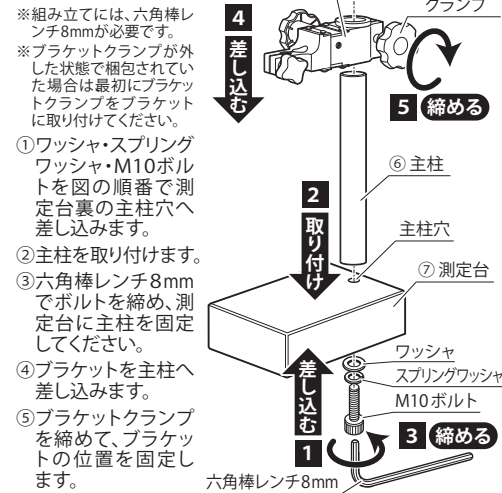 ※組み立てには、六角棒レ
ンチ8mmが必要です。
※ブラケットクランプが外
した状態で梱包されてい
た場合は最初にブラケッ
トクランプをブラケット
に取り付けてください。
①ワッシャ・スプリング
ワッシャ・M10ボル
トを図の順番で測
定台裏の主柱穴へ
差し込みます。
②主柱を取り付けます。
③六角棒レンチ8mm
でボルトを締め、測
定台に主柱を固定
してください。
④ブラケットを主柱へ
差し込みます。
⑤ブラケットクランプ
を締めて、ブラケッ
トの位置を固定し
ます。
4
差し込む
クランプ
5 締める
⑥主柱
2
取り付け
主柱穴
⑦測定台
ワッシャ
スプリングワッシャ
M10ボルト
差し込む
1
3 締める
六角棒レンチ8mm